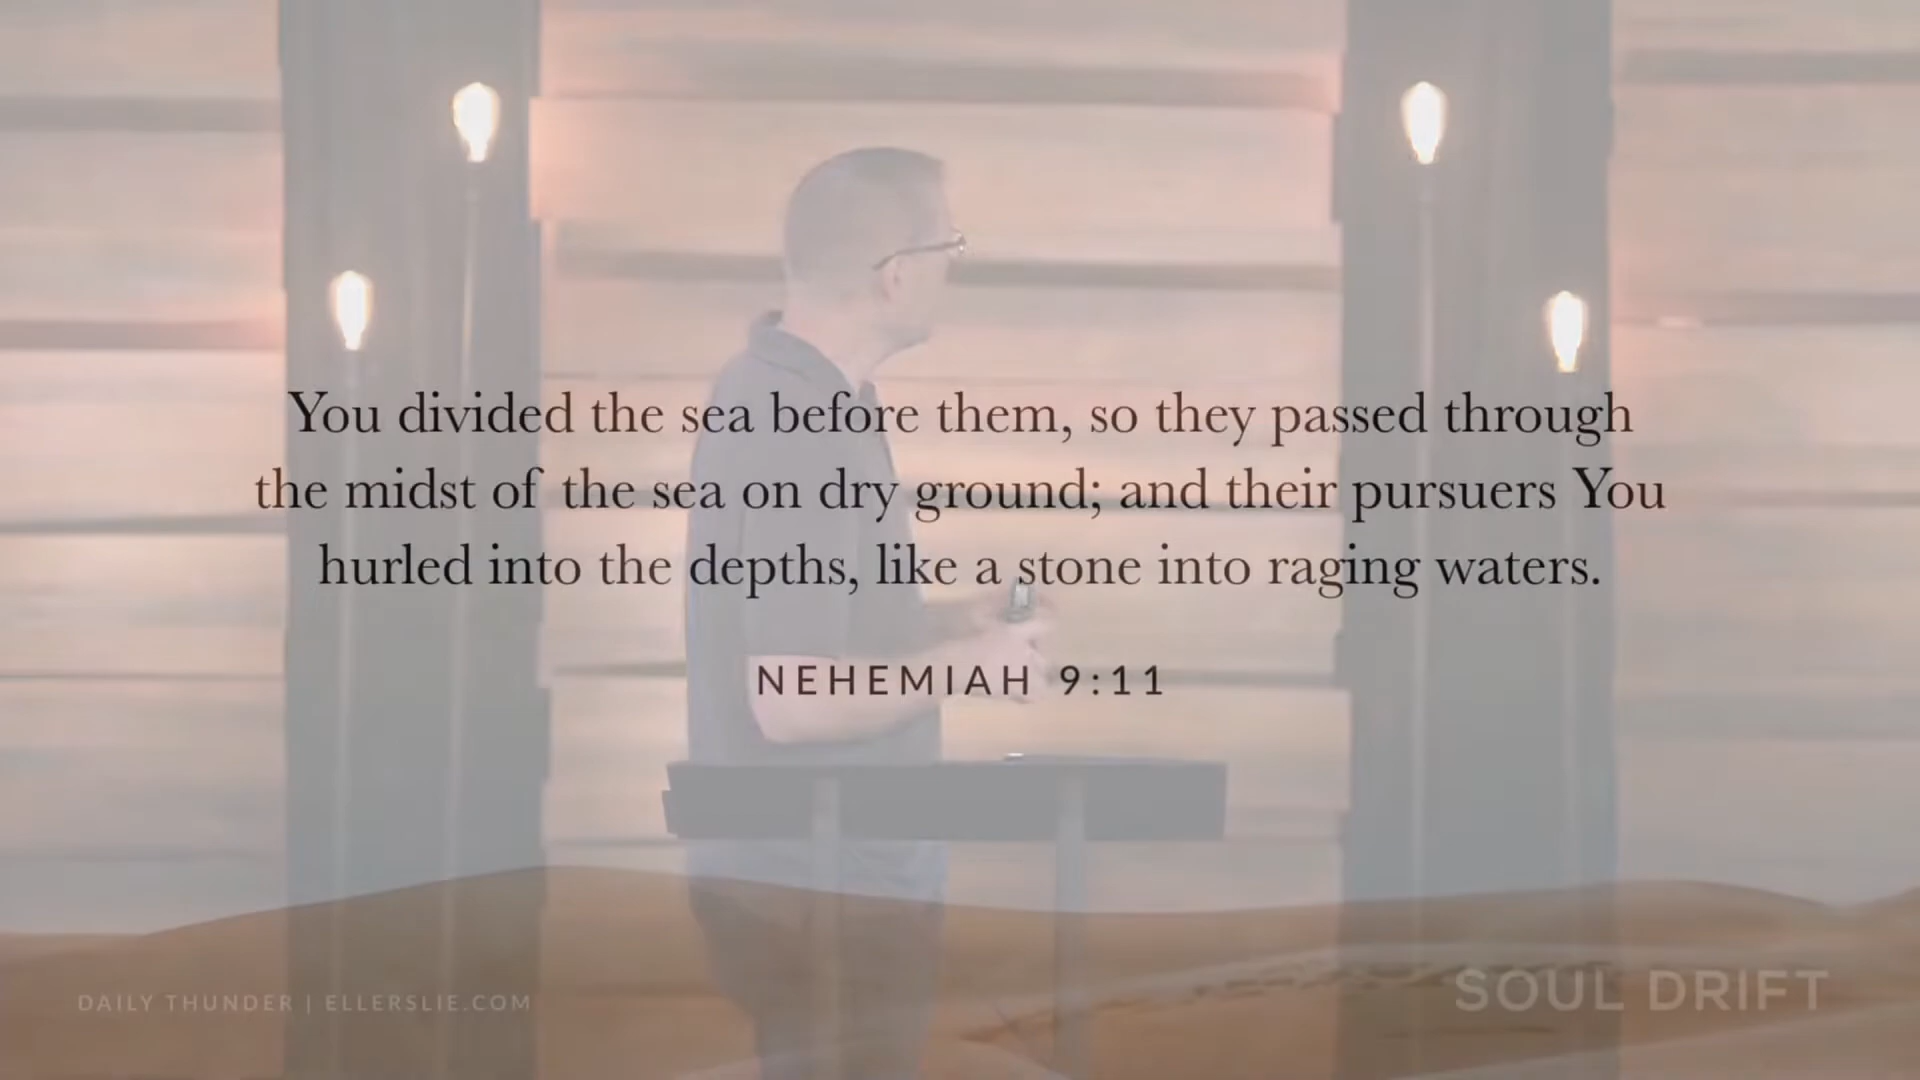 You divided the sea before them, so they passed through
the midst of the sea on dry ground; and their pursuers You
hurled into the depths, like a stone into raging waters.
NEHEMIAH 9:11
DAILY THUNDER | ELLERSLIE.COM
SOUL DRIFT